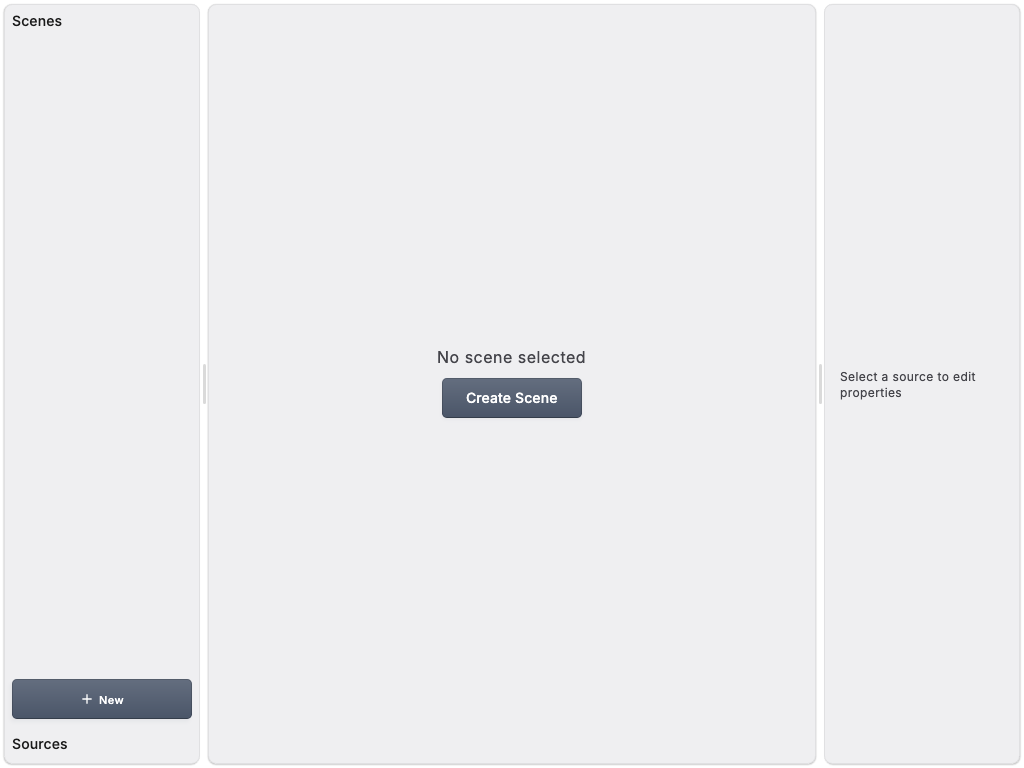 Scenes
No scene selected
Create Scene
Select a source to edit
properties
New
Sources